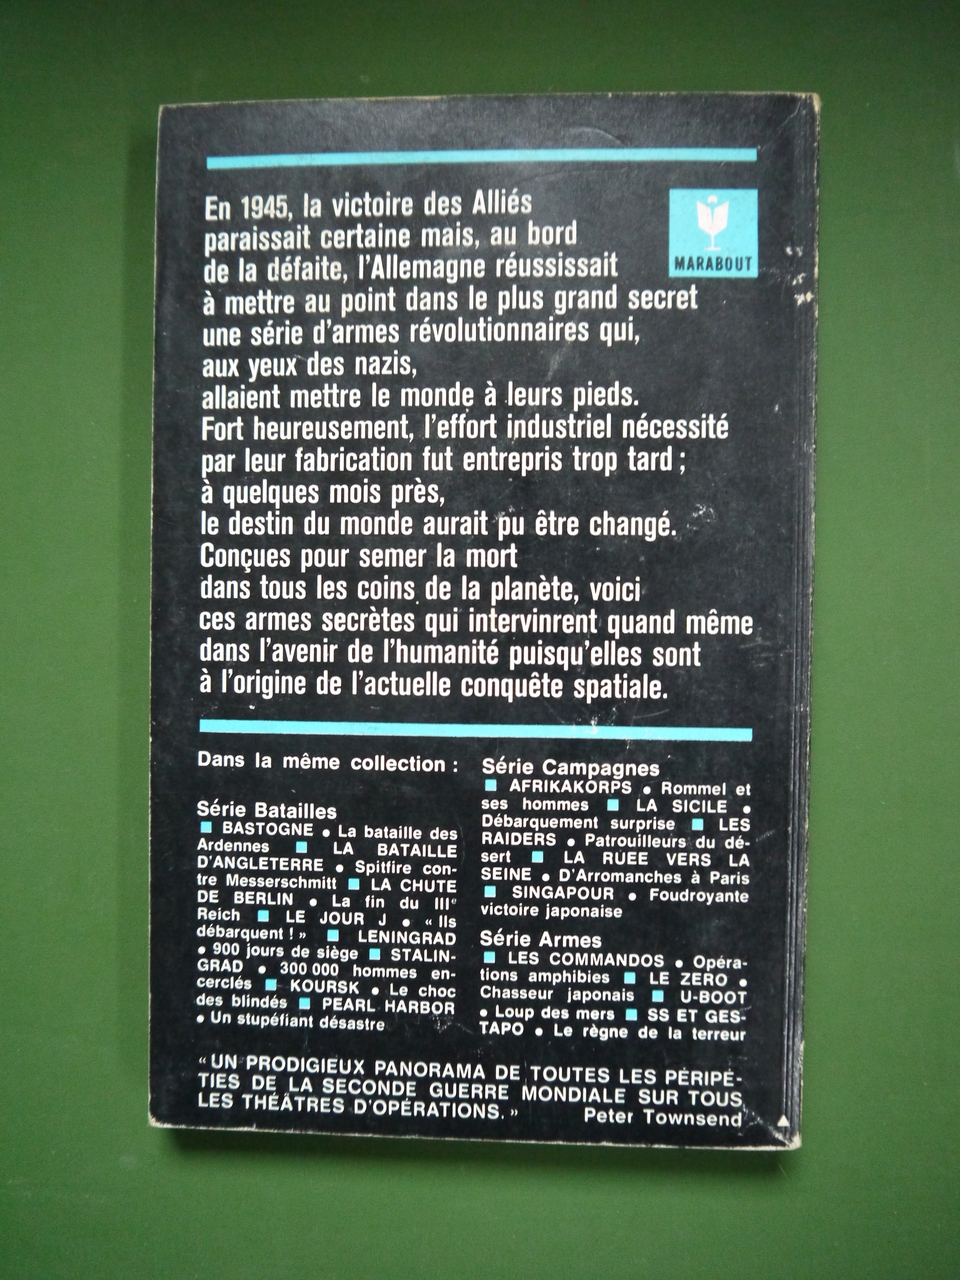 En 1945, la victoire des Alliés
paraissait certaine mais, au bord
de la défaite, l'Allemagne réussissait
à mettre au point dans le plus grand secret
une série d'armes révolutionnaires qui,
aux yeux des nazis,
allaient mettre le monde à leurs pieds.
Fort heureusement, l'effort industriel nécessité
par leur fabrication fut entrepris trop tard ;
à quelques mois près,
le destin du monde aurait pu être changé.
Conçues pour semer la mort
dans tous les coins de la planète, voici
ces armes secrètes qui intervinrent quand même
dans l'avenir de l'humanité puisqu'elles sont
à l'origine de l'actuelle conquête spatiale.
MARABOUT
Dans la même collection :
Série Batailles
■ BASTOGNE • La bataille des
Ardennes ■ LA BATAILLE
D'ANGLETERRE • Spitfire con-
tre Messerschmitt ■ LA CHUTE
DE BERLIN • La fin du IIIe
Reich ■ LE JOUR J • « Ils
débarquent ! » ■ LENINGRAD
• 900 jours de siège ■ STALIN-
GRAD • 300 000 hommes en-
cerclés ■ KOURSK • Le choc
des blindés ■ PEARL HARBOR
• Un stupéfiant désastre
Série Campagnes
■ AFRIKAKORPS • Rommel et
ses hommes ■ LA SICILE •
Débarquement surprise ■ LES
RAIDERS • Patrouilleurs du dé-
sert ■ LA RUEE VERS LA
SEINE • D'Arromanches à Paris
■ SINGAPOUR • Foudroyante
victoire japonaise
Série Armes
■ LES COMMANDOS • Opéra-
tions amphibies ■ LE ZERO •
Chasseur japonais ■ U-BOOT
• Loup des mers ■ SS ET GES-
TAPO • Le règne de la terreur
« UN PRODIGIEUX PANORAMA DE TOUTES LES PÉRIPÉ-
TIES DE LA SECONDE GUERRE MONDIALE SUR TOUS
LES THÉÂTRES D'OPÉRATIONS. » Peter Townsend